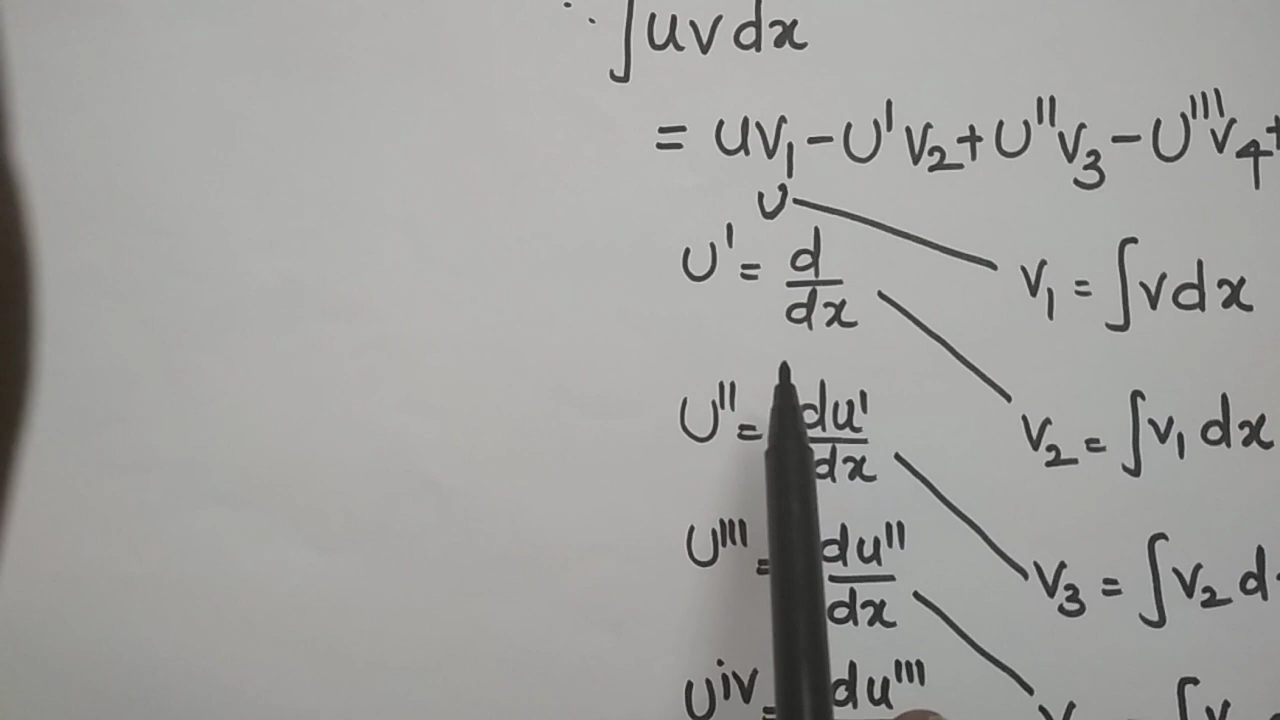 ∫uvdx
= uv₁-U'v₂+U''v₃-U'''v₄+
U
U' = d/dx
v₁ = ∫vdx
U'' = du'/dx
v₂ = ∫v₁dx
U''' = du''/dx
v₃ = ∫v₂d
Uⁱᵛ = du'''